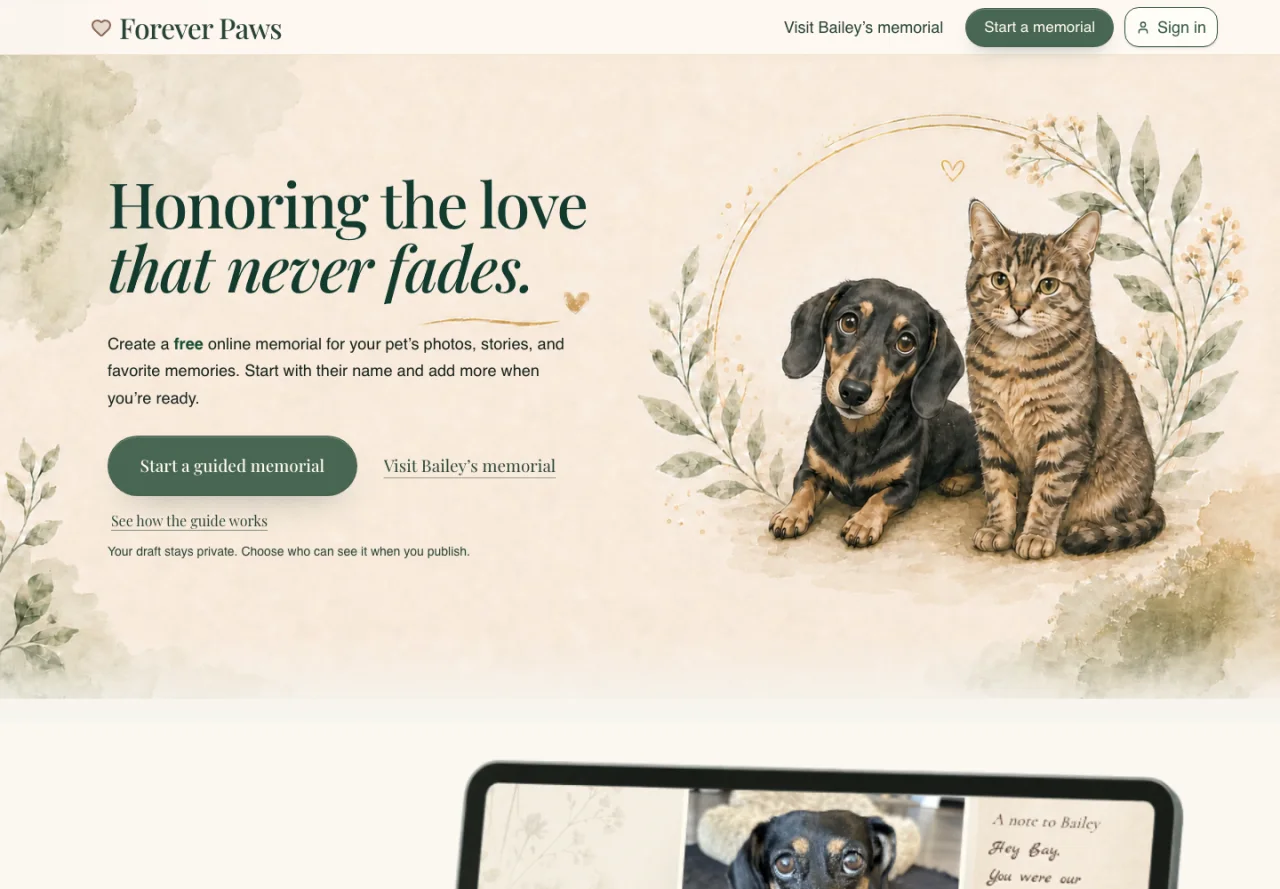 Forever Paws
Visit Bailey’s memorial
Start a memorial
Sign in
Honoring the love
that never fades.
Create a free online memorial for your pet’s photos, stories, and
favorite memories. Start with their name and add more when
you’re ready.
Start a guided memorial
Visit Bailey’s memorial
See how the guide works
Your draft stays private. Choose who can see it when you publish.
A note to Bailey
Hey Bay,
You were our